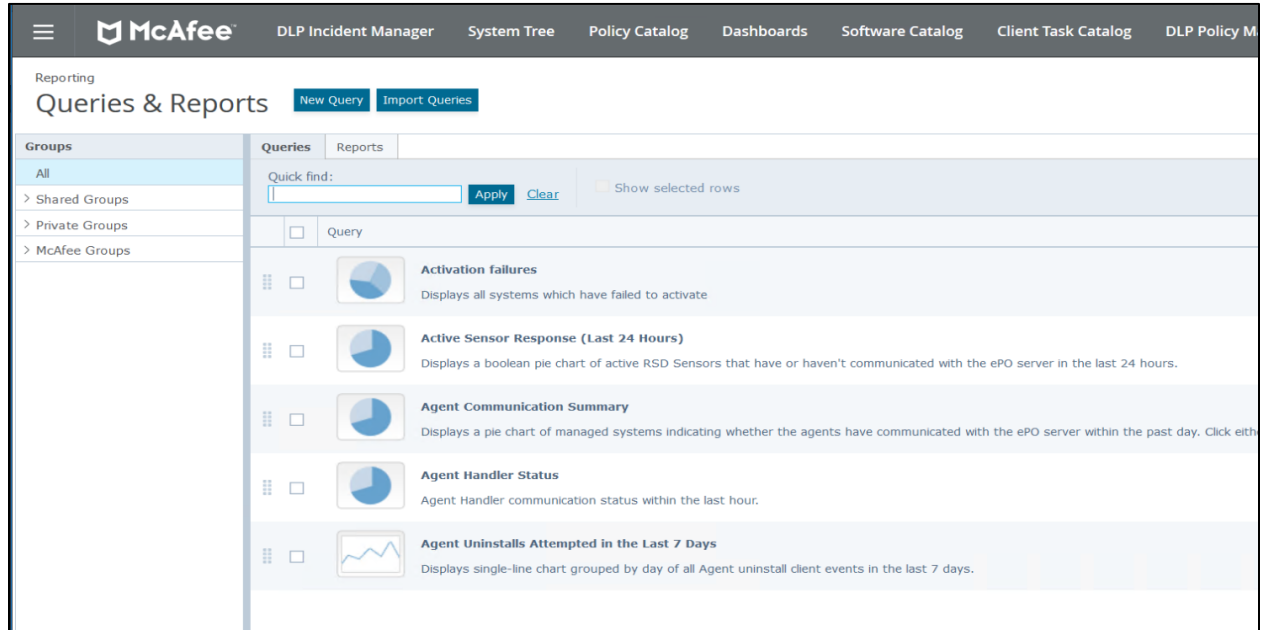 McAfee™
DLP Incident Manager
System Tree
Policy Catalog
Dashboards
Software Catalog
Client Task Catalog
DLP Policy M
Reporting
Queries & Reports
New Query
Import Queries
Groups
All
Shared Groups
Private Groups
McAfee Groups
Queries
Reports
Quick find:
Apply
Clear
Show selected rows
Query
Activation failures
Displays all systems which have failed to activate
Active Sensor Response (Last 24 Hours)
Displays a boolean pie chart of active RSD Sensors that have or haven't communicated with the ePO server in the last 24 hours.
Agent Communication Summary
Displays a pie chart of managed systems indicating whether the agents have communicated with the ePO server within the past day. Click eith
Agent Handler Status
Agent Handler communication status within the last hour.
Agent Uninstalls Attempted in the Last 7 Days
Displays single-line chart grouped by day of all Agent uninstall client events in the last 7 days.